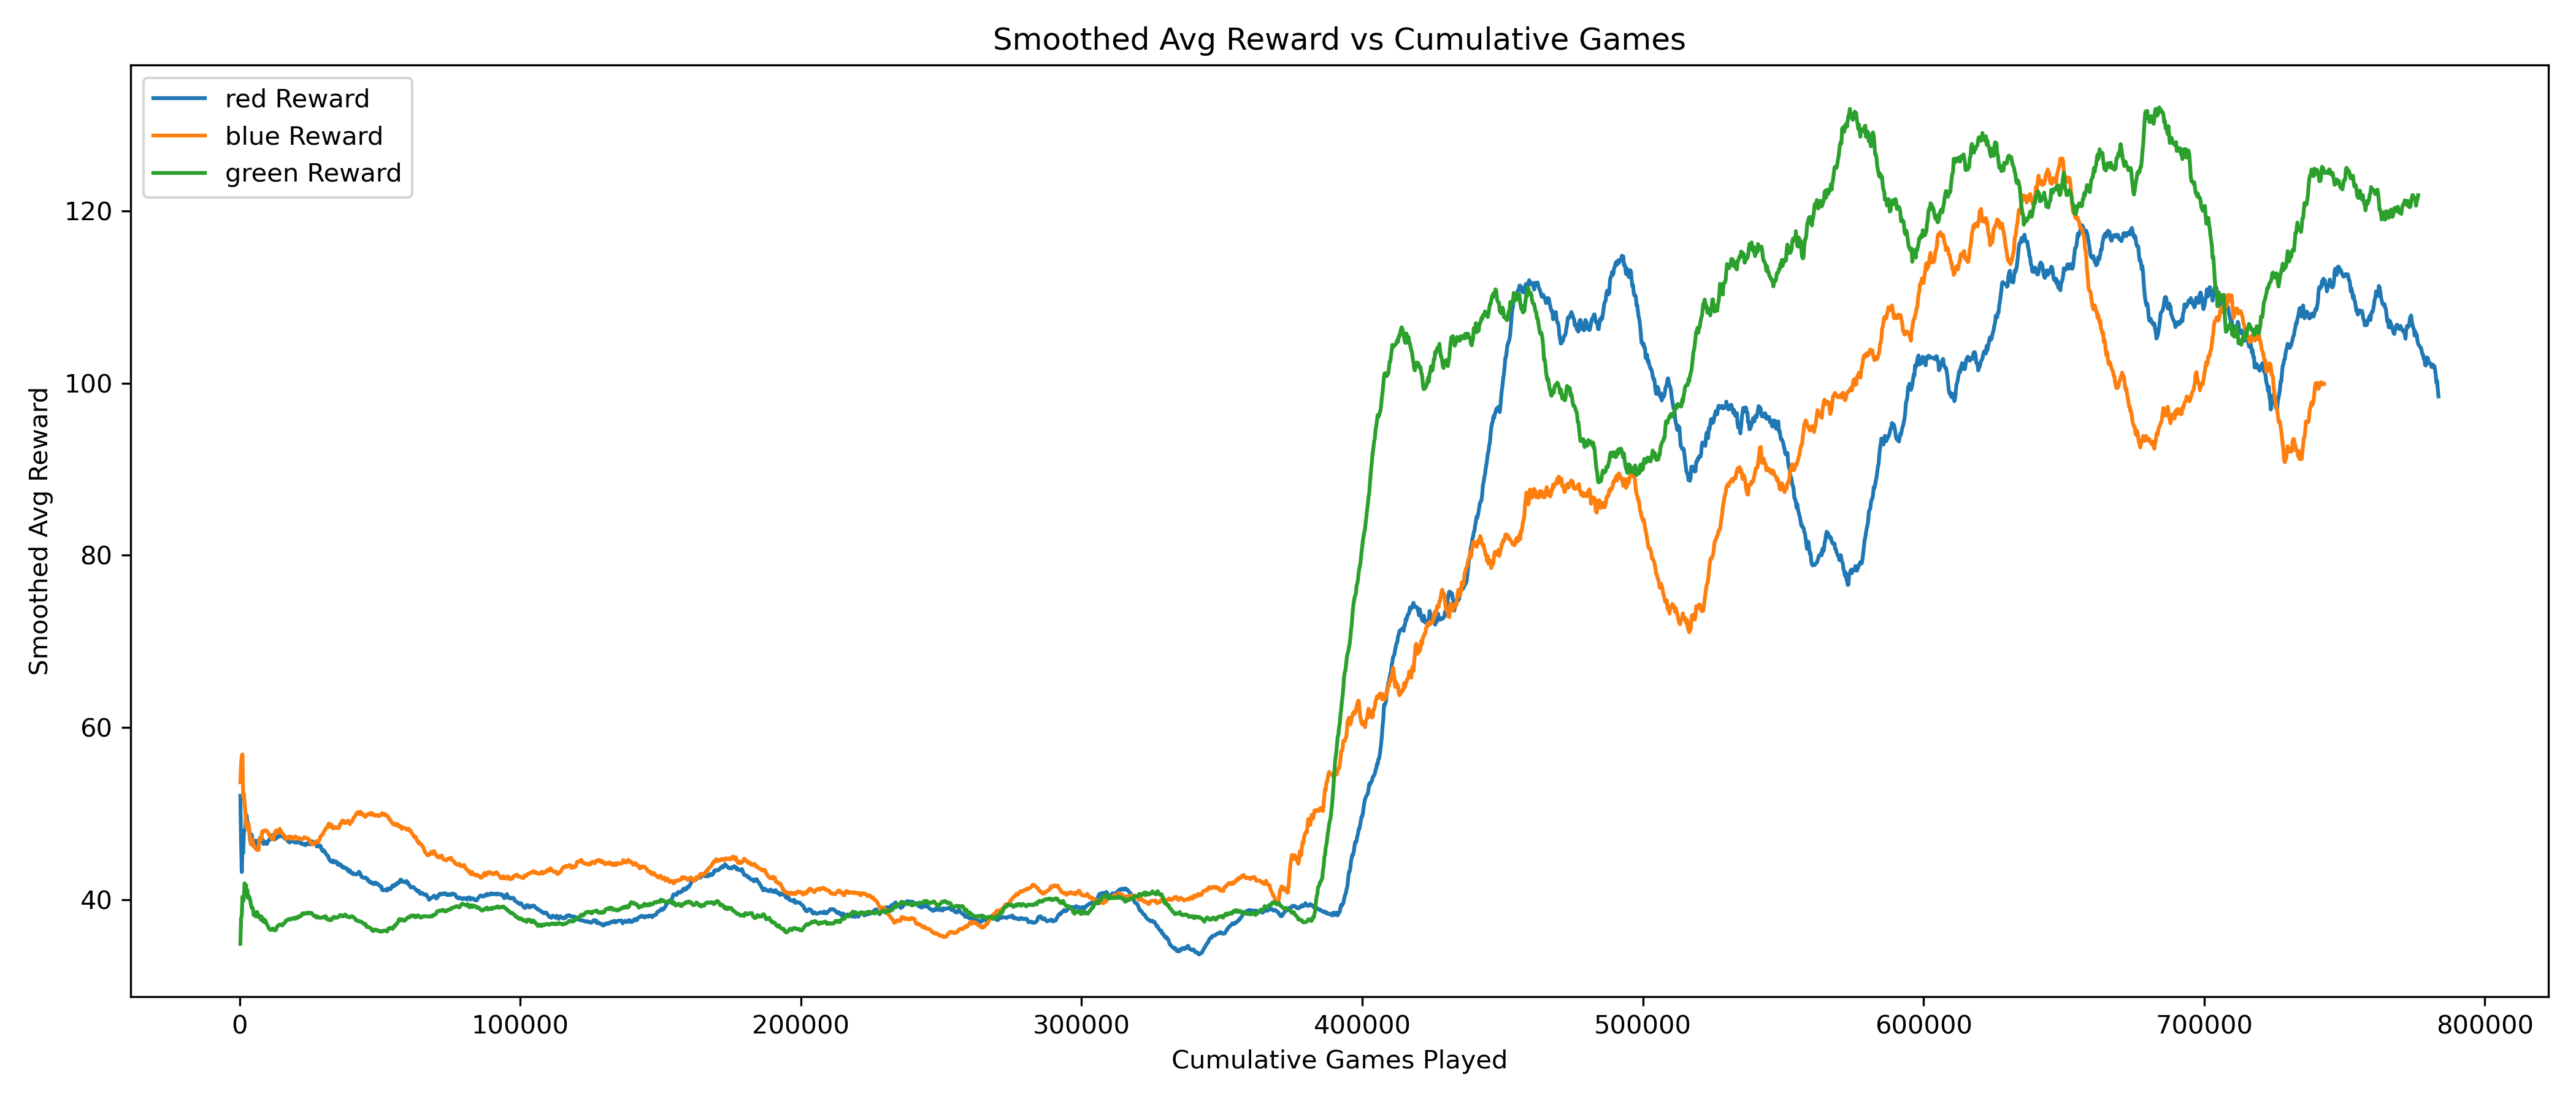 Smoothed Avg Reward vs Cumulative Games
red Reward
blue Reward
green Reward
Smoothed Avg Reward
120
100
80
60
40
0 100000 200000 300000 400000 500000 600000 700000 800000
Cumulative Games Played